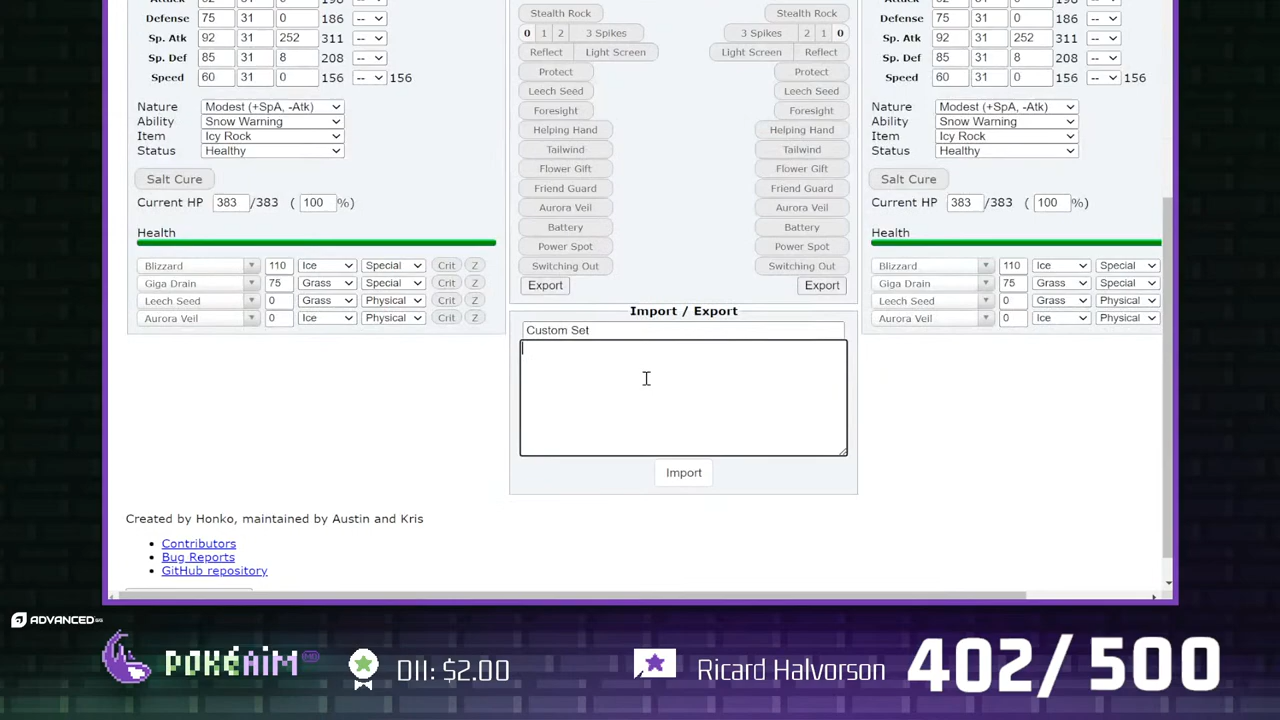 Defense 75 31 0 186 --
Sp. Atk 92 31 252 311 --
Sp. Def 85 31 8 208 --
Speed 60 31 0 156 -- 156
Nature Modest (+SpA, -Atk)
Ability Snow Warning
Item Icy Rock
Status Healthy
Salt Cure
Current HP 383 /383 ( 100 %)
Health
Blizzard 110 Ice Special Crit Z
Giga Drain 75 Grass Special Crit Z
Leech Seed 0 Grass Physical Crit Z
Aurora Veil 0 Ice Physical Crit Z
Stealth Rock Stealth Rock
0 1 2 3 Spikes 3 Spikes 2 1 0
Reflect Light Screen Light Screen Reflect
Protect Protect
Leech Seed Leech Seed
Foresight Foresight
Helping Hand Helping Hand
Tailwind Tailwind
Flower Gift Flower Gift
Friend Guard Friend Guard
Aurora Veil Aurora Veil
Battery Battery
Power Spot Power Spot
Switching Out Switching Out
Export Export
Import / Export
Custom Set
Import
Defense 75 31 0 186 --
Sp. Atk 92 31 252 311 --
Sp. Def 85 31 8 208 --
Speed 60 31 0 156 -- 156
Nature Modest (+SpA, -Atk)
Ability Snow Warning
Item Icy Rock
Status Healthy
Salt Cure
Current HP 383 /383 ( 100 %)
Health
Blizzard 110 Ice Special
Giga Drain 75 Grass Special
Leech Seed 0 Grass Physical
Aurora Veil 0 Ice Physical
Created by Honko, maintained by Austin and Kris
Contributors
Bug Reports
GitHub repository
ADVANCED GG
POKÉAIM MD
D11: $2.00
Ricard Halvorson
402/500